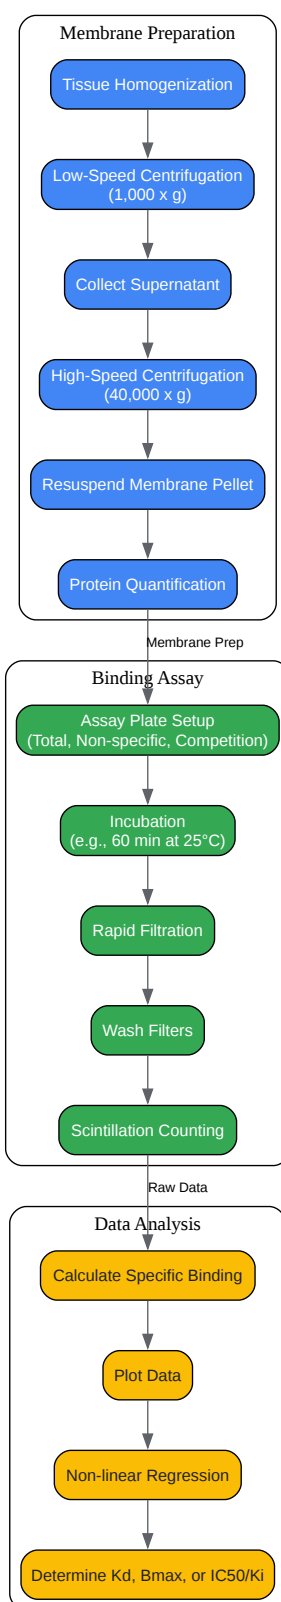 Membrane Preparation
Tissue Homogenization
Low-Speed Centrifugation
(1,000 x g)
Collect Supernatant
High-Speed Centrifugation
(40,000 x g)
Resuspend Membrane Pellet
Protein Quantification
Membrane Prep
Binding Assay
Assay Plate Setup
(Total, Non-specific, Competition)
Incubation
(e.g., 60 min at 25°C)
Rapid Filtration
Wash Filters
Scintillation Counting
Raw Data
Data Analysis
Calculate Specific Binding
Plot Data
Non-linear Regression
Determine Kd, Bmax, or IC50/Ki